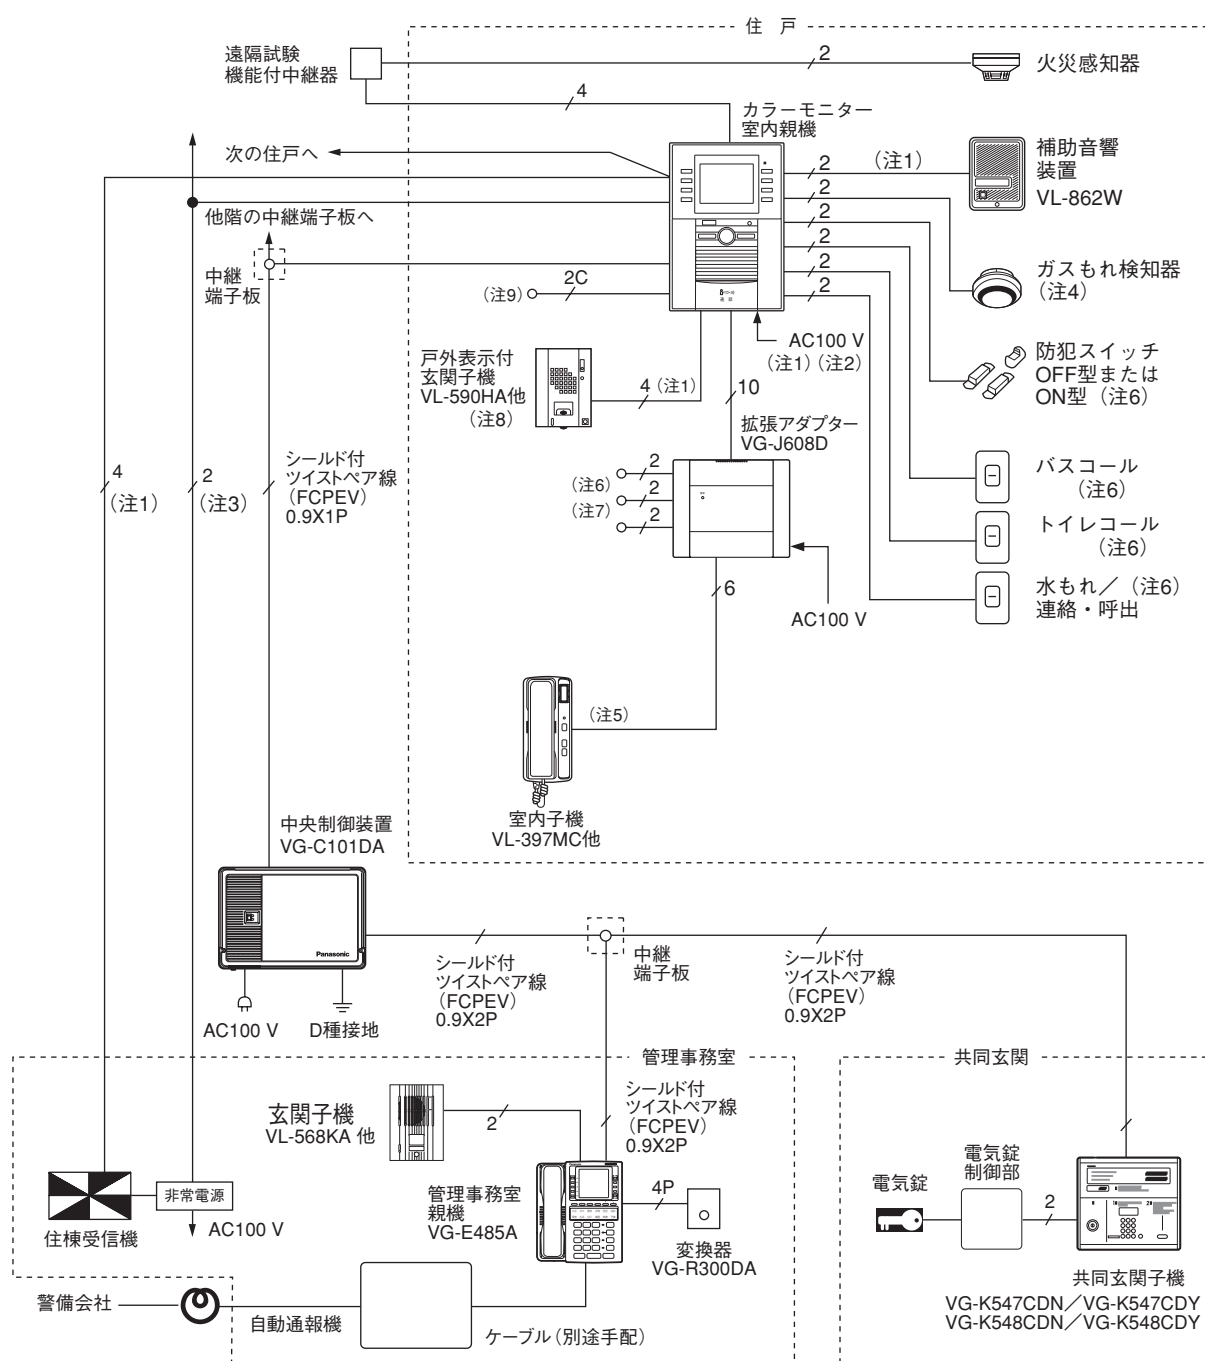 住　戸
遠隔試験
機能付中継器
2
火災感知器
4
カラーモニター
室内親機
次の住戸へ
2
（注1）
補助音響
装置
VL-862W
2
2
2
2
2
他階の中継端子板へ
中継
端子板
（注9）
2C
ガスもれ検知器
（注4）
AC100 V
（注1）（注2）
戸外表示付
玄関子機
VL-590HA他
（注8）
4（注1）
10
防犯スイッチ
OFF型または
ON型（注6）
拡張アダプター
VG-J608D
4
（注1）
2
（注3）
シールド付
ツイストペア線
（FCPEV）
0.9X1P
（注6）
（注7）
2
2
2
バスコール
（注6）
トイレコール
（注6）
6
AC100 V
水もれ／（注6）
連絡・呼出
（注5）
室内子機
VL-397MC他
中央制御装置
VG-C101DA
Panasonic
AC100 V
D種接地
シールド付
ツイストペア線
（FCPEV）
0.9X2P
中継
端子板
シールド付
ツイストペア線
（FCPEV）
0.9X2P
管理事務室
共同玄関
玄関子機
VL-568KA 他
2
シールド付
ツイストペア線
（FCPEV）
0.9X2P
電気錠
電気錠
制御部
2
非常電源
住棟受信機
AC100 V
管理事務室
親機
VG-E485A
4P
変換器
VG-R300DA
共同玄関子機
VG-K547CDN／VG-K547CDY
VG-K548CDN／VG-K548CDY
警備会社
自動通報機
ケーブル（別途手配）